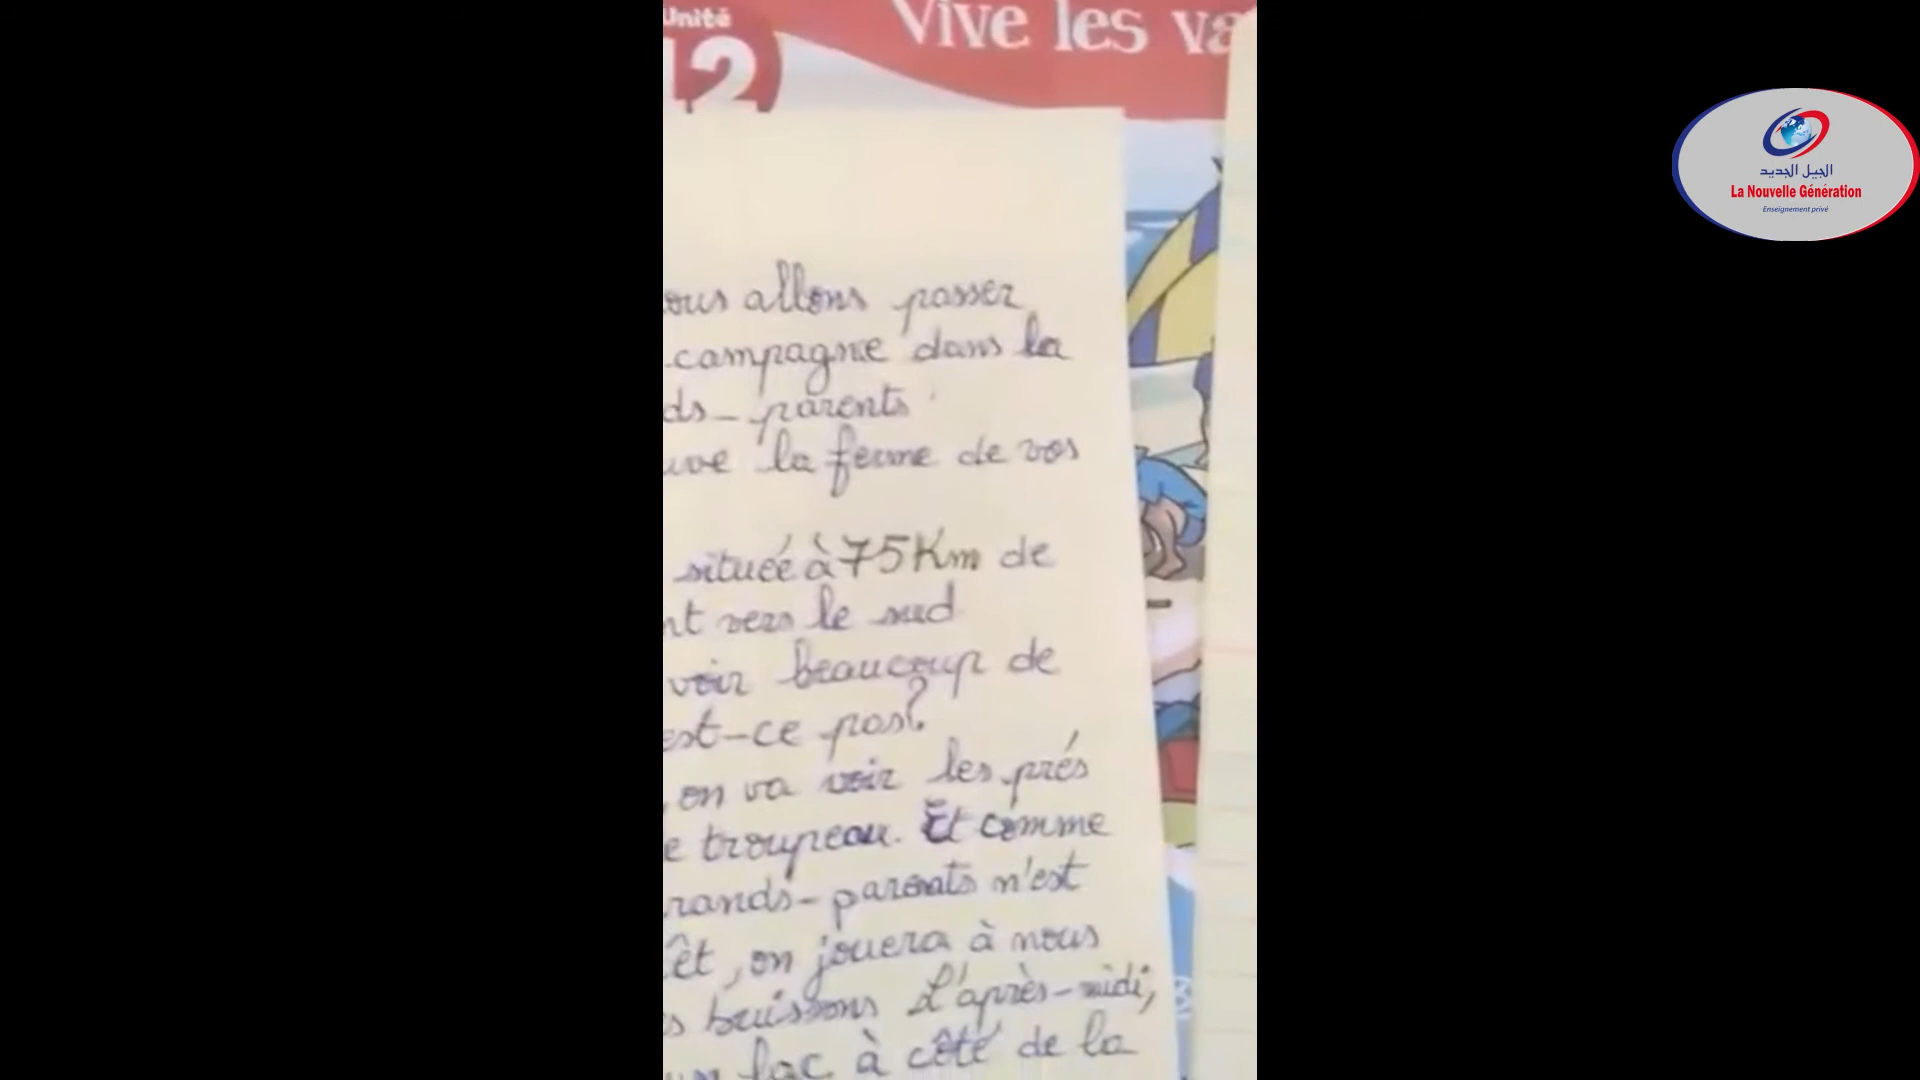 Unité
12
Vive les va
ous allons passer
campagne dans la
ds-parents
uve la ferme de vos
située à 75 Km de
nt vers le sud
voir beaucoup de
est-ce pas?
, on va voir les prés
e troupeau. Et comme
rands-parents n'est
êt, on jouera à nous
s buissons L'après-midi,
un lac à côté de la
الجيل الجديد
La Nouvelle Génération
Enseignement privé